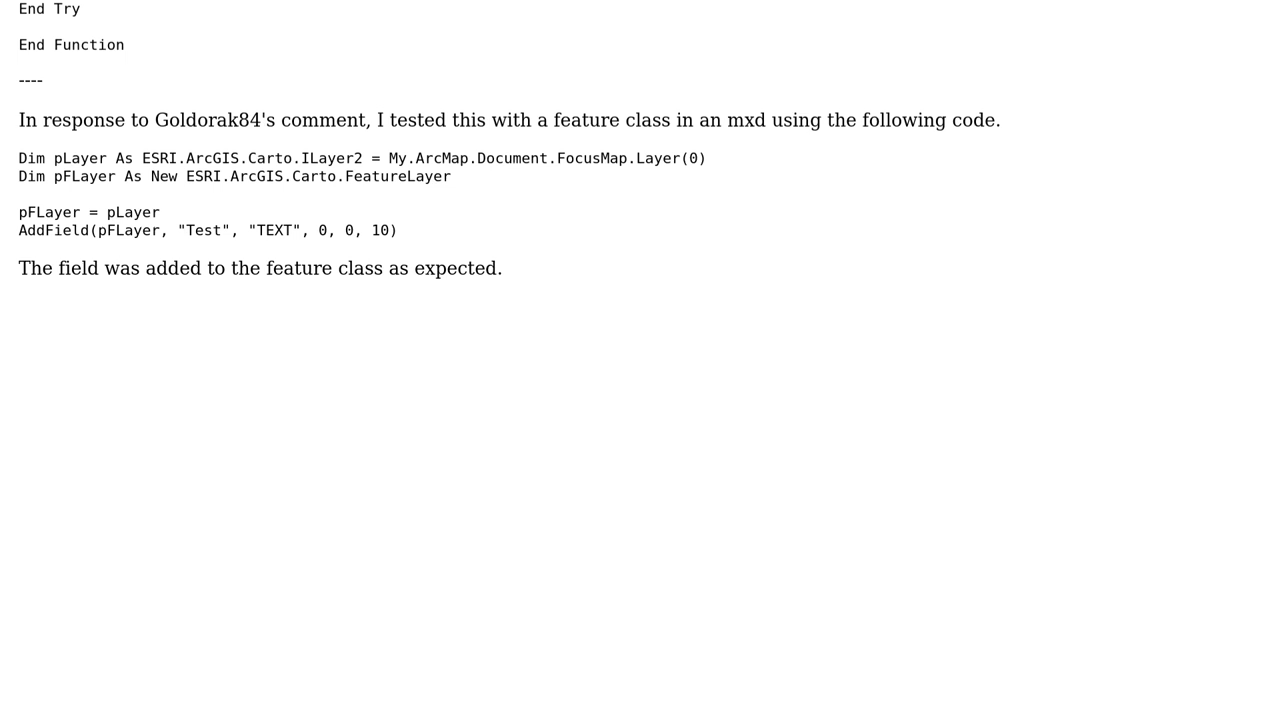 End Try
End Function
----
In response to Goldorak84's comment, I tested this with a feature class in an mxd using the following code.
Dim pLayer As ESRI.ArcGIS.Carto.ILayer2 = My.ArcMap.Document.FocusMap.Layer(0)
Dim pFLayer As New ESRI.ArcGIS.Carto.FeatureLayer
pFLayer = pLayer
AddField(pFLayer, "Test", "TEXT", 0, 0, 10)
The field was added to the feature class as expected.